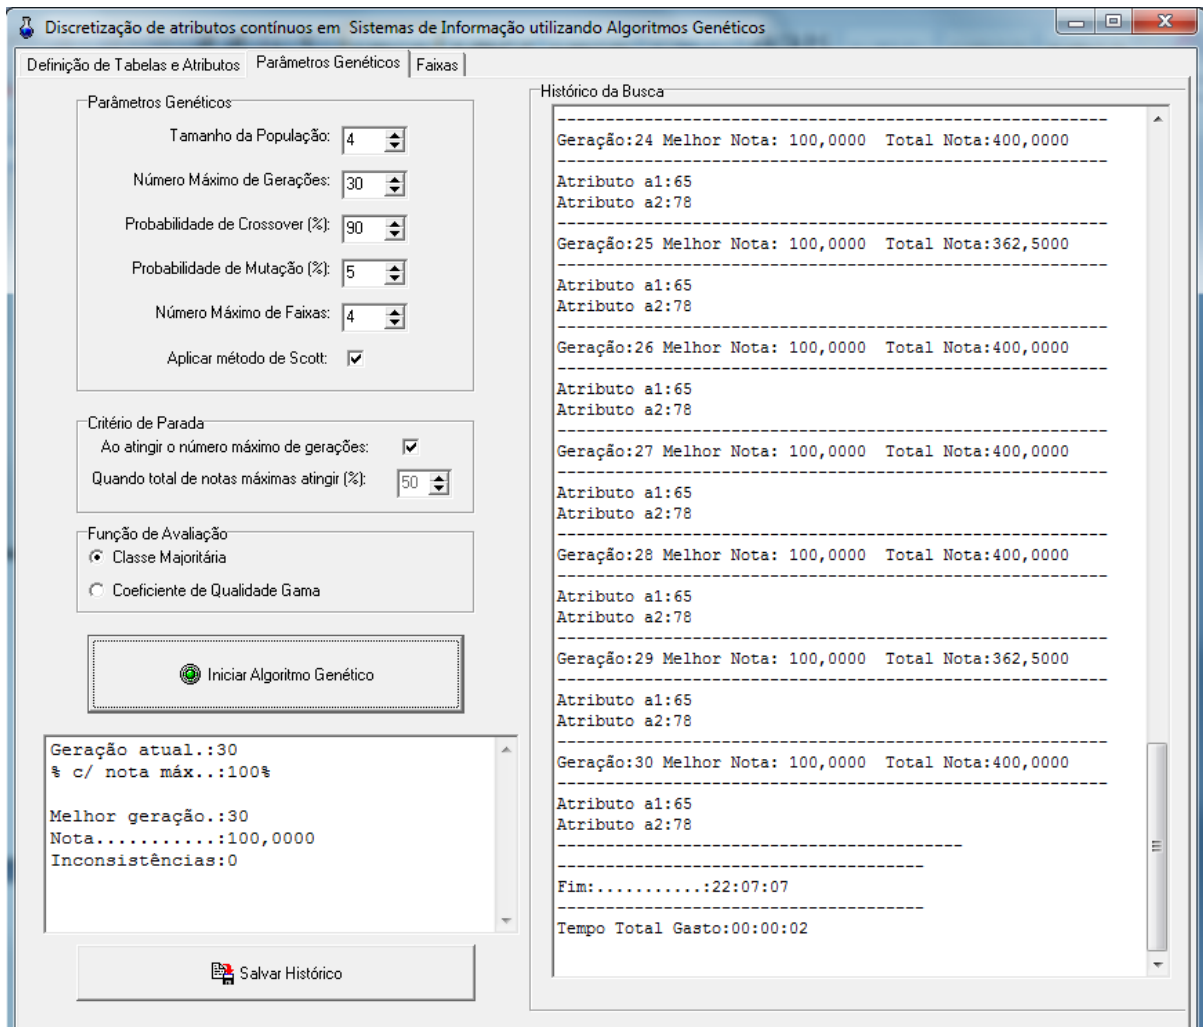 Discretização de atributos contínuos em Sistemas de Informação utilizando Algoritmos Genéticos
Definição de Tabelas e Atributos Parâmetros Genéticos Faixas
Parâmetros Genéticos
Tamanho da População: 4
Número Máximo de Gerações: 30
Probabilidade de Crossover (%): 90
Probabilidade de Mutação (%): 5
Número Máximo de Faixas: 4
Aplicar método de Scott:
Critério de Parada
Ao atingir o número máximo de gerações:
Quando total de notas máximas atingir (%): 50
Função de Avaliação
Classe Majoritária
Coeficiente de Qualidade Gama
Iniciar Algoritmo Genético
Geração atual.:30
% c/ nota máx..:100%
Melhor geração.:30
Nota...........:100,0000
Inconsistências:0
Salvar Histórico
Histórico da Busca
-------------------------------------------------------------
Geração:24 Melhor Nota: 100,0000 Total Nota:400,0000
-------------------------------------------------------------
Atributo a1:65
Atributo a2:78
-------------------------------------------------------------
Geração:25 Melhor Nota: 100,0000 Total Nota:362,5000
-------------------------------------------------------------
Atributo a1:65
Atributo a2:78
-------------------------------------------------------------
Geração:26 Melhor Nota: 100,0000 Total Nota:400,0000
-------------------------------------------------------------
Atributo a1:65
Atributo a2:78
-------------------------------------------------------------
Geração:27 Melhor Nota: 100,0000 Total Nota:400,0000
-------------------------------------------------------------
Atributo a1:65
Atributo a2:78
-------------------------------------------------------------
Geração:28 Melhor Nota: 100,0000 Total Nota:400,0000
-------------------------------------------------------------
Atributo a1:65
Atributo a2:78
-------------------------------------------------------------
Geração:29 Melhor Nota: 100,0000 Total Nota:362,5000
-------------------------------------------------------------
Atributo a1:65
Atributo a2:78
-------------------------------------------------------------
Geração:30 Melhor Nota: 100,0000 Total Nota:400,0000
-------------------------------------------------------------
Atributo a1:65
Atributo a2:78
---------------------------------------------
-----------------------------------------
Fim:...........:22:07:07
-----------------------------------------
Tempo Total Gasto:00:00:02